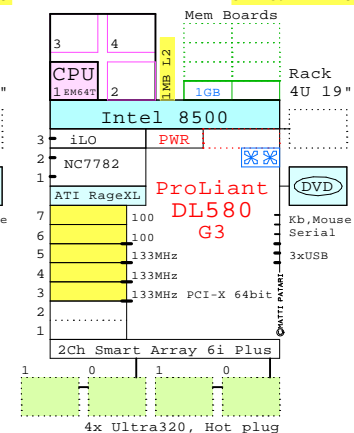 Mem Boards
3 4
1MB L2
CPU
1 EM64T 2
1GB
Rack
4U 19"
Intel 8500
3 iLO PWR
2 NC7782
1
ATI RageXL
ProLiant
DL580
G3
DVD
7 100
6 100
5 133MHz
4 133MHz
3 133MHz PCI-X 64bit
2
1
Kb,Mouse
Serial
3xUSB
©MATTI PATARI
2Ch Smart Array 6i Plus
1 0 1 0
4x Ultra320, Hot plug